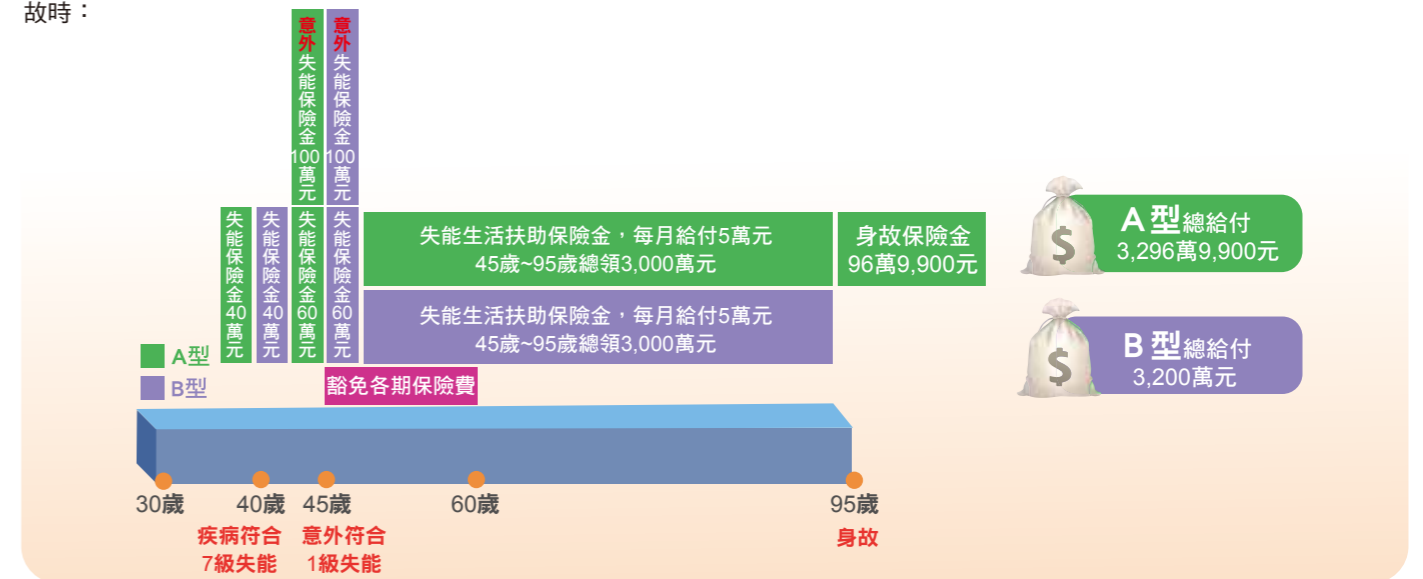 故時：
意外失能保險金100萬元
意外失能保險金100萬元
失能保險金40萬元
失能保險金40萬元
失能保險金60萬元
失能保險金60萬元
失能生活扶助保險金，每月給付5萬元
45歲~95歲總領3,000萬元
身故保險金
96萬9,900元
失能生活扶助保險金，每月給付5萬元
45歲~95歲總領3,000萬元
$
A型總給付
3,296萬9,900元
$
B型總給付
3,200萬元
A型
B型
豁免各期保險費
30歲
40歲
45歲
60歲
95歲
疾病符合
7級失能
意外符合
1級失能
身故